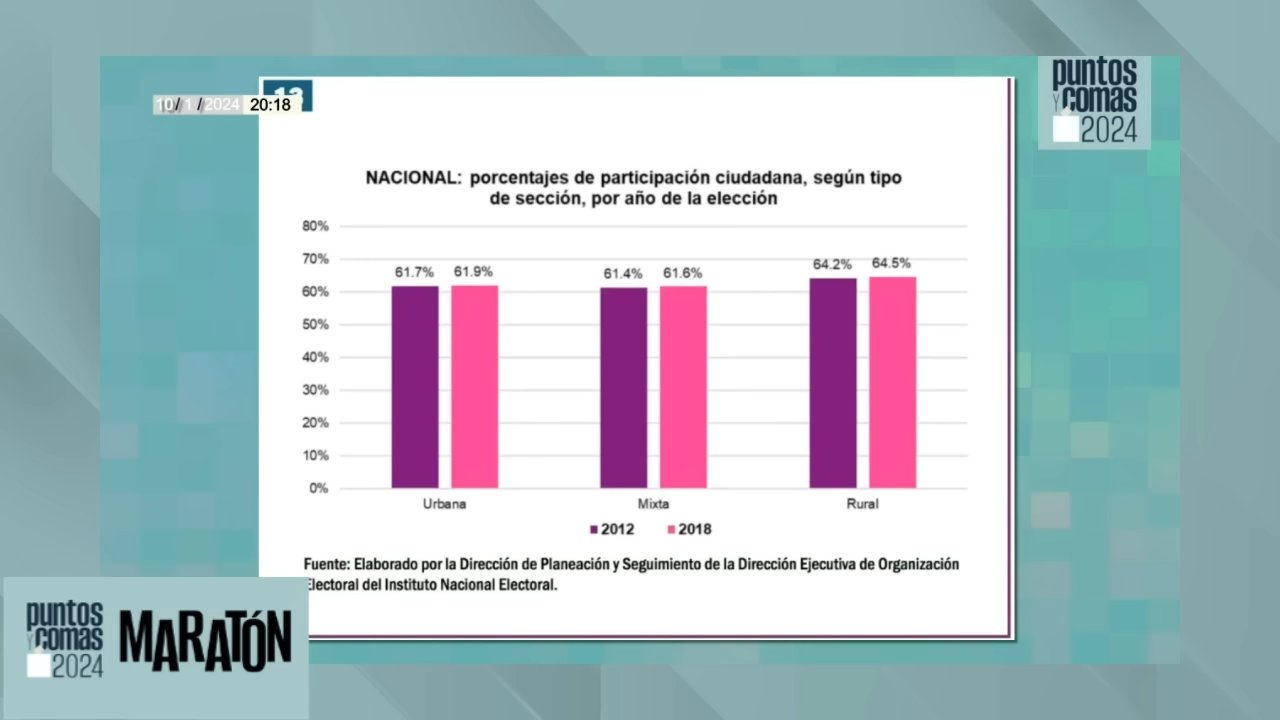 puntos
y comas
2024
10/ 1 /2024 20:18
NACIONAL: porcentajes de participación ciudadana, según tipo
de sección, por año de la elección
80%
70%
60%
50%
40%
30%
20%
10%
0%
61.7% 61.9% 61.4% 61.6% 64.2% 64.5%
Urbana Mixta Rural
2012 2018
Fuente: Elaborado por la Dirección de Planeación y Seguimiento de la Dirección Ejecutiva de Organización
Electoral del Instituto Nacional Electoral.
puntos
y comas
2024
MARATÓN